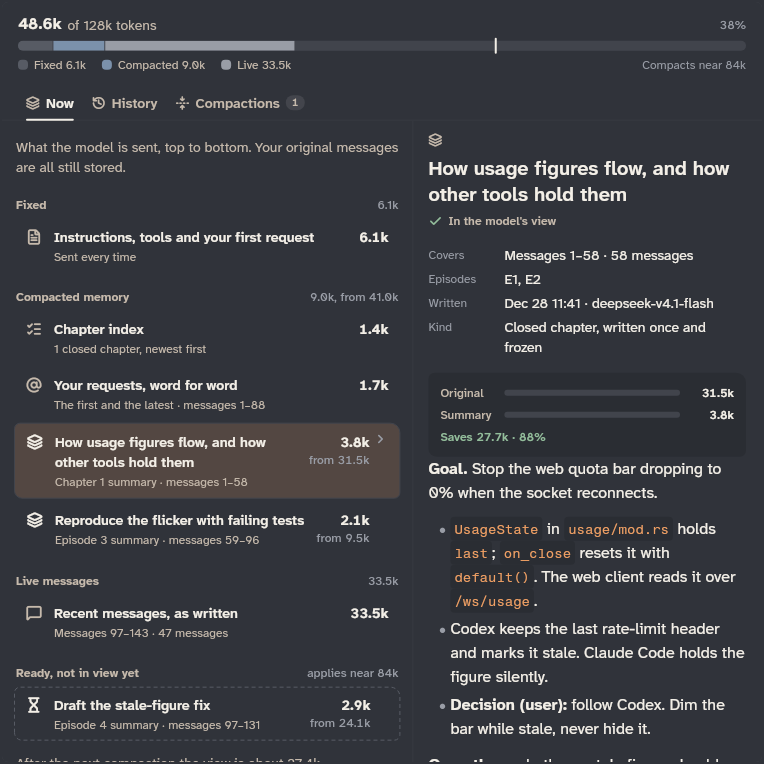 48.6k of 128k tokens
38%
Fixed 6.1k
Compacted 9.0k
Live 33.5k
Compacts near 84k
Now
History
Compactions 1
What the model is sent, top to bottom. Your original messages
are all still stored.
Fixed
6.1k
Instructions, tools and your first request
6.1k
Sent every time
Compacted memory
9.0k, from 41.0k
Chapter index
1.4k
1 closed chapter, newest first
Your requests, word for word
1.7k
The first and the latest · messages 1–88
How usage figures flow, and how
other tools hold them
3.8k
from 31.5k
Chapter 1 summary · messages 1–58
Reproduce the flicker with failing tests
2.1k
Episode 3 summary · messages 59–96
from 9.5k
Live messages
33.5k
Recent messages, as written
33.5k
Messages 97–143 · 47 messages
Ready, not in view yet
applies near 84k
Draft the stale-figure fix
2.9k
Episode 4 summary · messages 97–131
from 24.1k
How usage figures flow, and how
other tools hold them
In the model's view
Covers
Messages 1–58 · 58 messages
Episodes
E1, E2
Written
Dec 28 11:41 · deepseek-v4.1-flash
Kind
Closed chapter, written once and
frozen
Original
31.5k
Summary
3.8k
Saves 27.7k · 88%
Goal. Stop the web quota bar dropping to
0% when the socket reconnects.
• UsageState in usage/mod.rs holds
last; on_close resets it with
default(). The web client reads it over
/ws/usage.
• Codex keeps the last rate-limit header
and marks it stale. Claude Code holds the
figure silently.
• Decision (user): follow Codex. Dim the
bar while stale, never hide it.